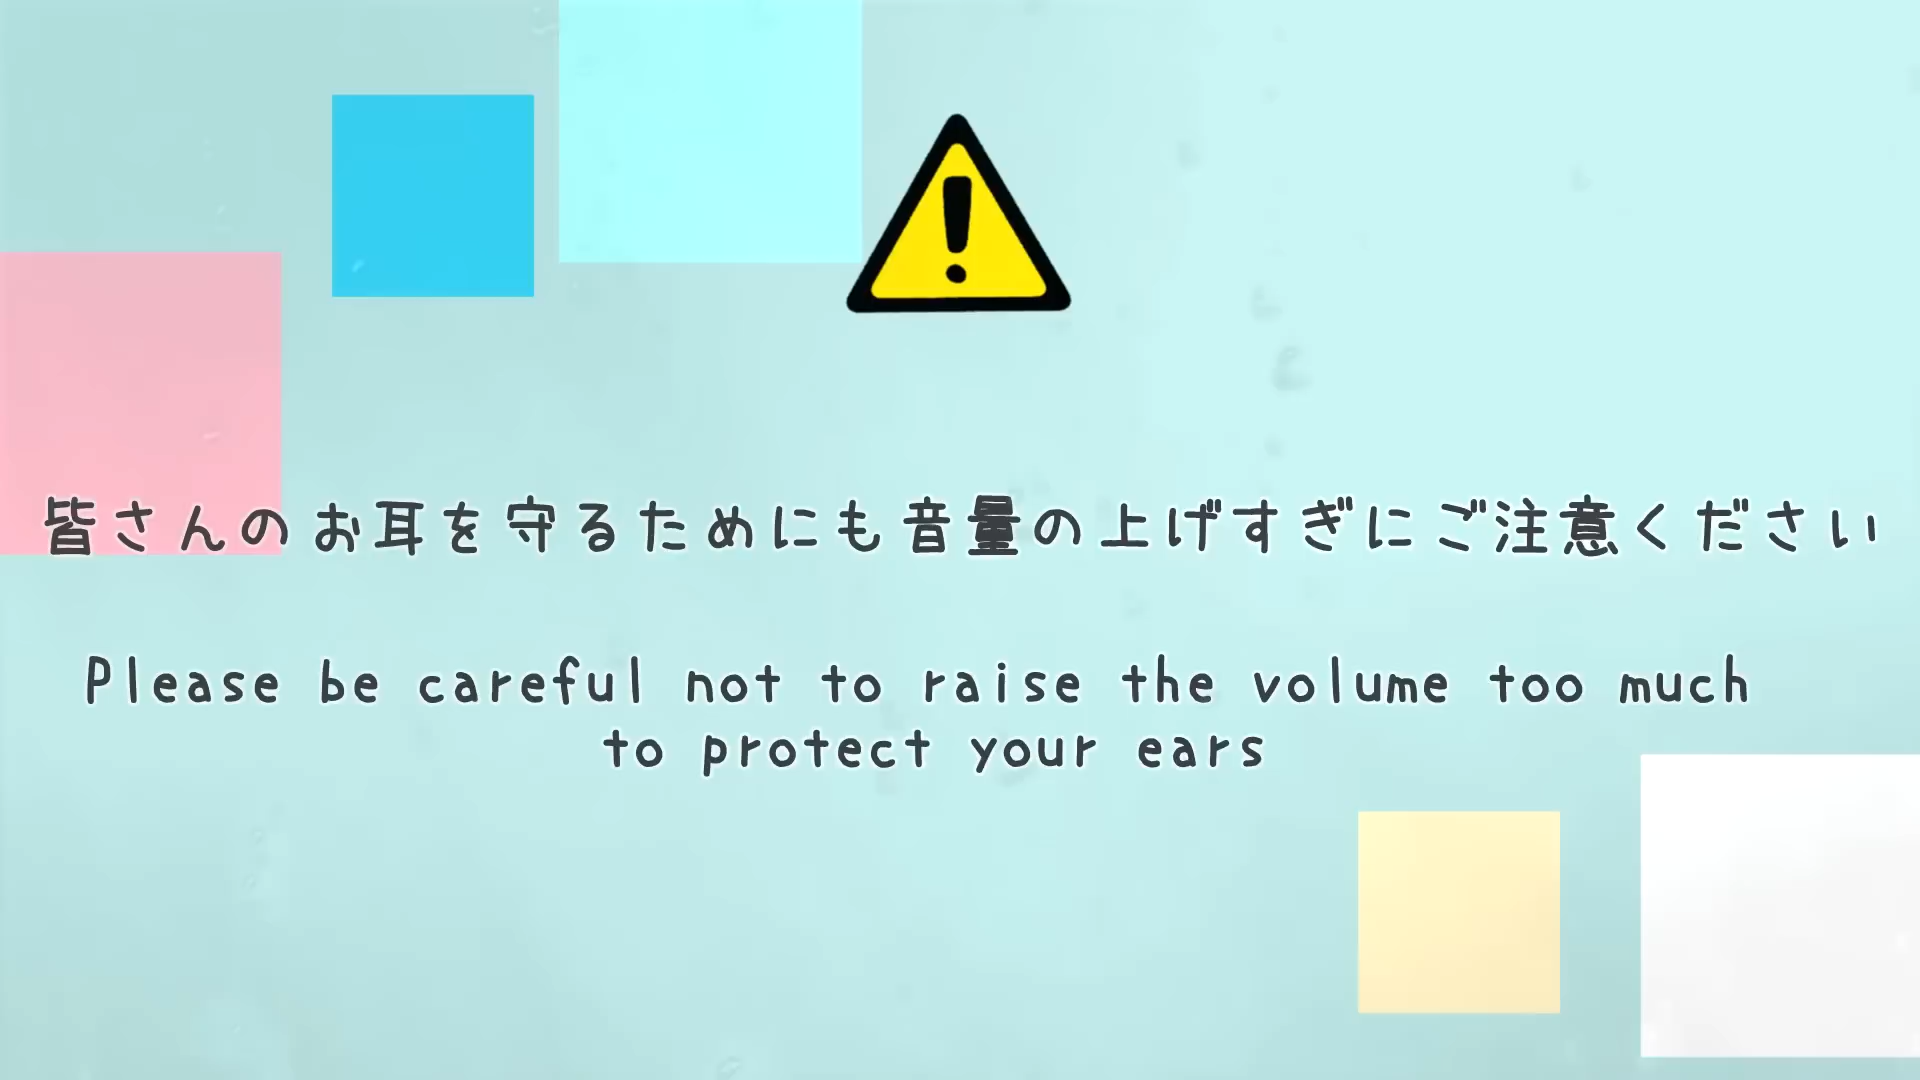 皆さんのお耳を守るためにも音量の上げすぎにご注意ください
Please be careful not to raise the volume too much
to protect your ears